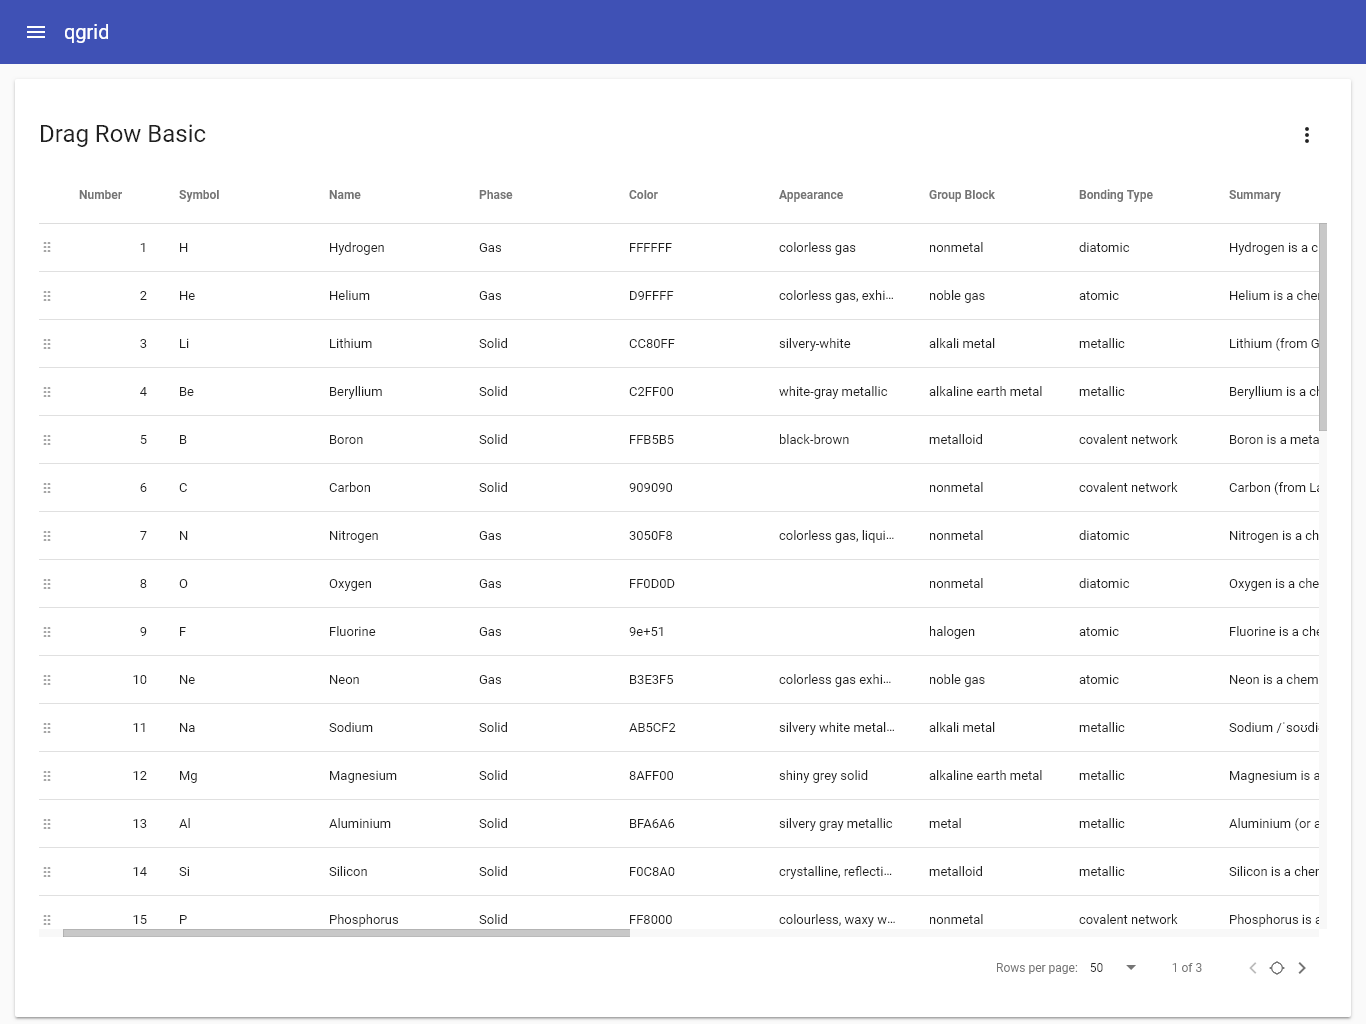 qgrid
Drag Row Basic
Number Symbol Name Phase Color Appearance Group Block Bonding Type Summary
1 H Hydrogen Gas FFFFFF colorless gas nonmetal diatomic Hydrogen is a c
2 He Helium Gas D9FFFF colorless gas, exhi… noble gas atomic Helium is a che
3 Li Lithium Solid CC80FF silvery-white alkali metal metallic Lithium (from G
4 Be Beryllium Solid C2FF00 white-gray metallic alkaline earth metal metallic Beryllium is a ch
5 B Boron Solid FFB5B5 black-brown metalloid covalent network Boron is a meta
6 C Carbon Solid 909090 nonmetal covalent network Carbon (from La
7 N Nitrogen Gas 3050F8 colorless gas, liqui… nonmetal diatomic Nitrogen is a ch
8 O Oxygen Gas FF0D0D nonmetal diatomic Oxygen is a che
9 F Fluorine Gas 9e+51 halogen atomic Fluorine is a che
10 Ne Neon Gas B3E3F5 colorless gas exhi… noble gas atomic Neon is a chem
11 Na Sodium Solid AB5CF2 silvery white metal… alkali metal metallic Sodium /ˈsoʊdi
12 Mg Magnesium Solid 8AFF00 shiny grey solid alkaline earth metal metallic Magnesium is a
13 Al Aluminium Solid BFA6A6 silvery gray metallic metal metallic Aluminium (or a
14 Si Silicon Solid F0C8A0 crystalline, reflecti… metalloid metallic Silicon is a cher
15 P Phosphorus Solid FF8000 colourless, waxy w… nonmetal covalent network Phosphorus is a
Rows per page: 50 1 of 3